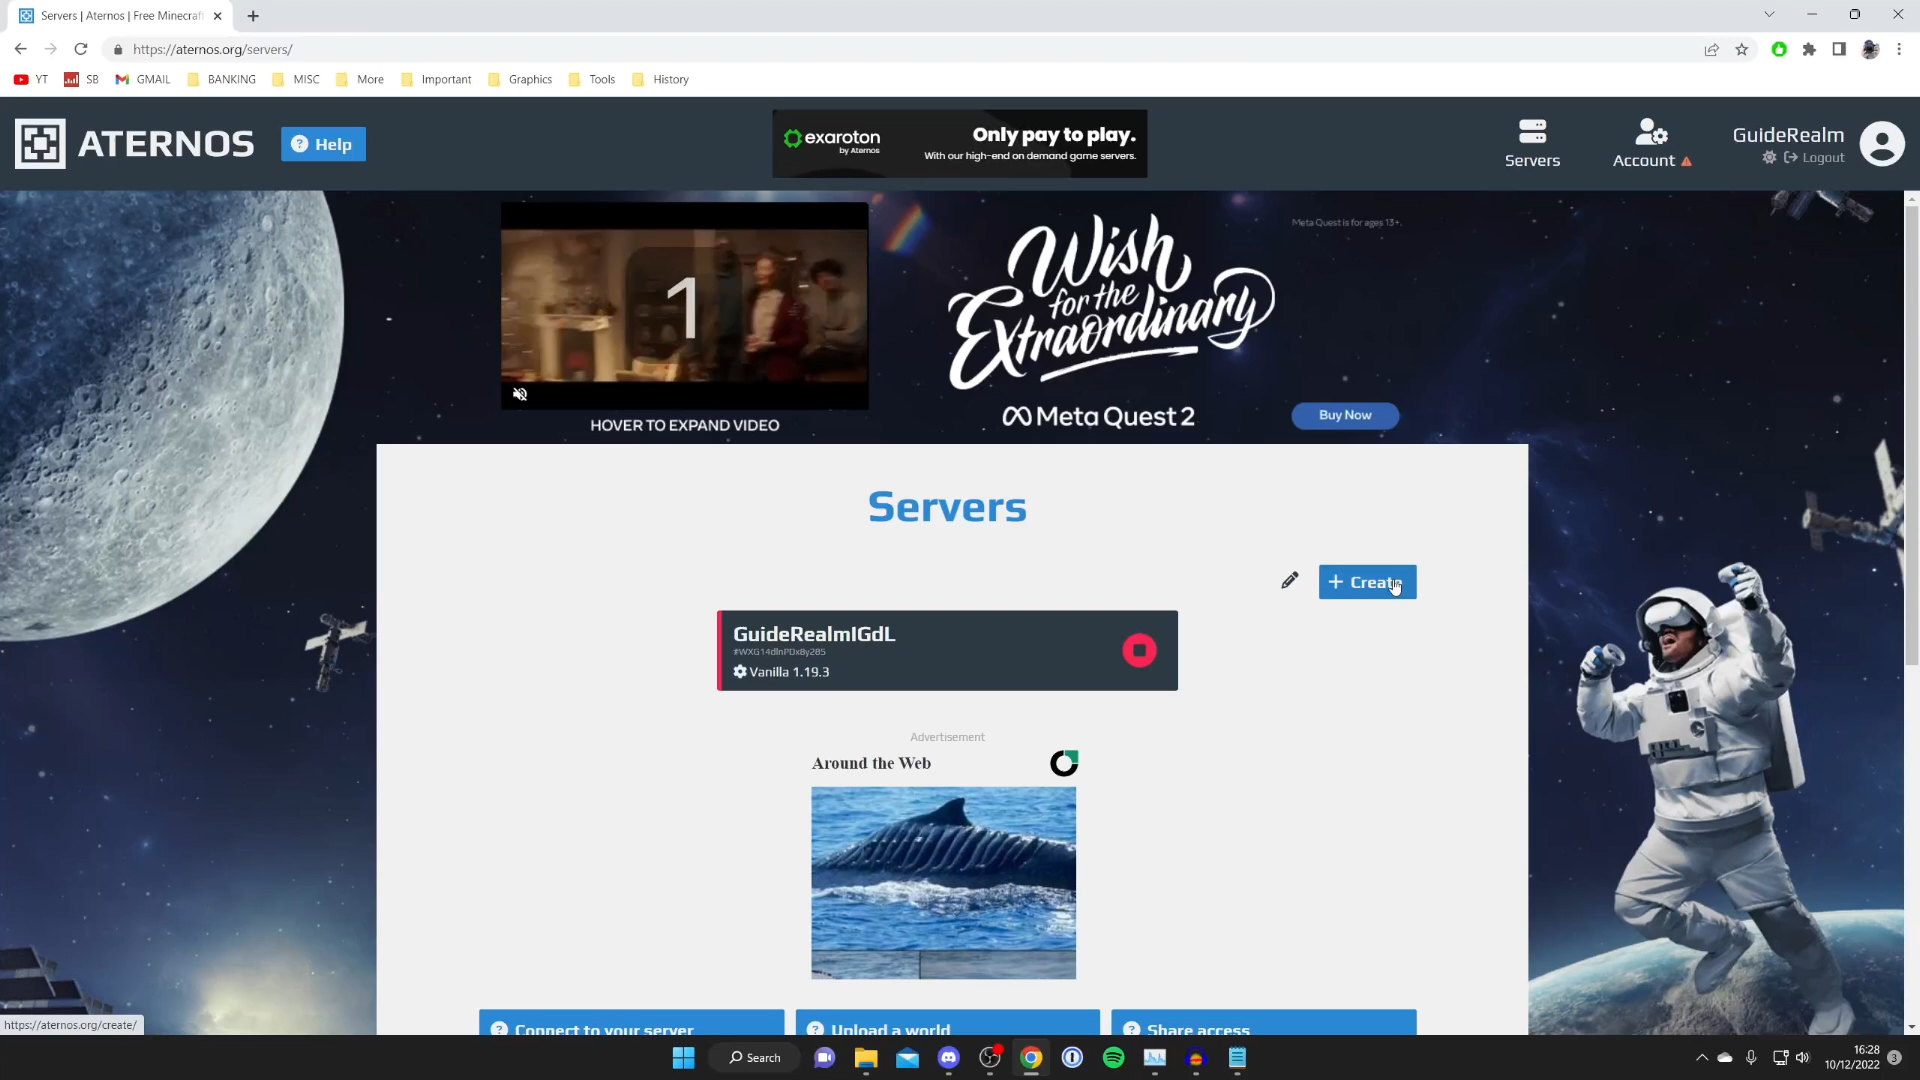 Servers | Aternos | Free Minecraft
https://aternos.org/servers/
YT
SB
GMAIL
BANKING
MISC
More
Important
Graphics
Tools
History
ATERNOS
Help
exaroton
by Aternos
Only pay to play.
With our high-end on demand game servers.
Servers
Account
GuideRealm
Logout
1
HOVER TO EXPAND VIDEO
Wish
for the
Extraordinary
Meta Quest 2
Meta Quest is for ages 13+.
Buy Now
Servers
+ Create
GuideRealmIGdL
Vanilla 1.19.3
Advertisement
Around the Web
Connect to your server
Upload a world
Share access
https://aternos.org/create/
Search
16:28
10/12/2022
3